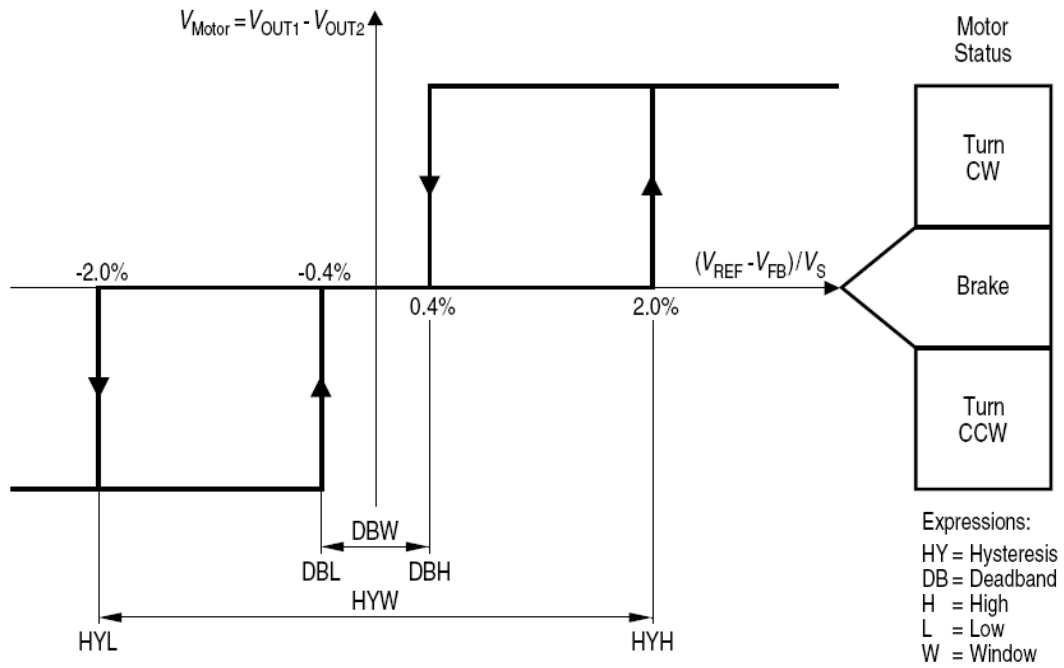 V_Motor = V_OUT1 - V_OUT2
Motor
Status
Turn
CW
-2.0%
-0.4%
(V_REF - V_FB) / V_S
0.4%
2.0%
Brake
Turn
CCW
DBW
DBL
DBH
HYW
HYL
HYH
Expressions:
HY = Hysteresis
DB = Deadband
H = High
L = Low
W = Window